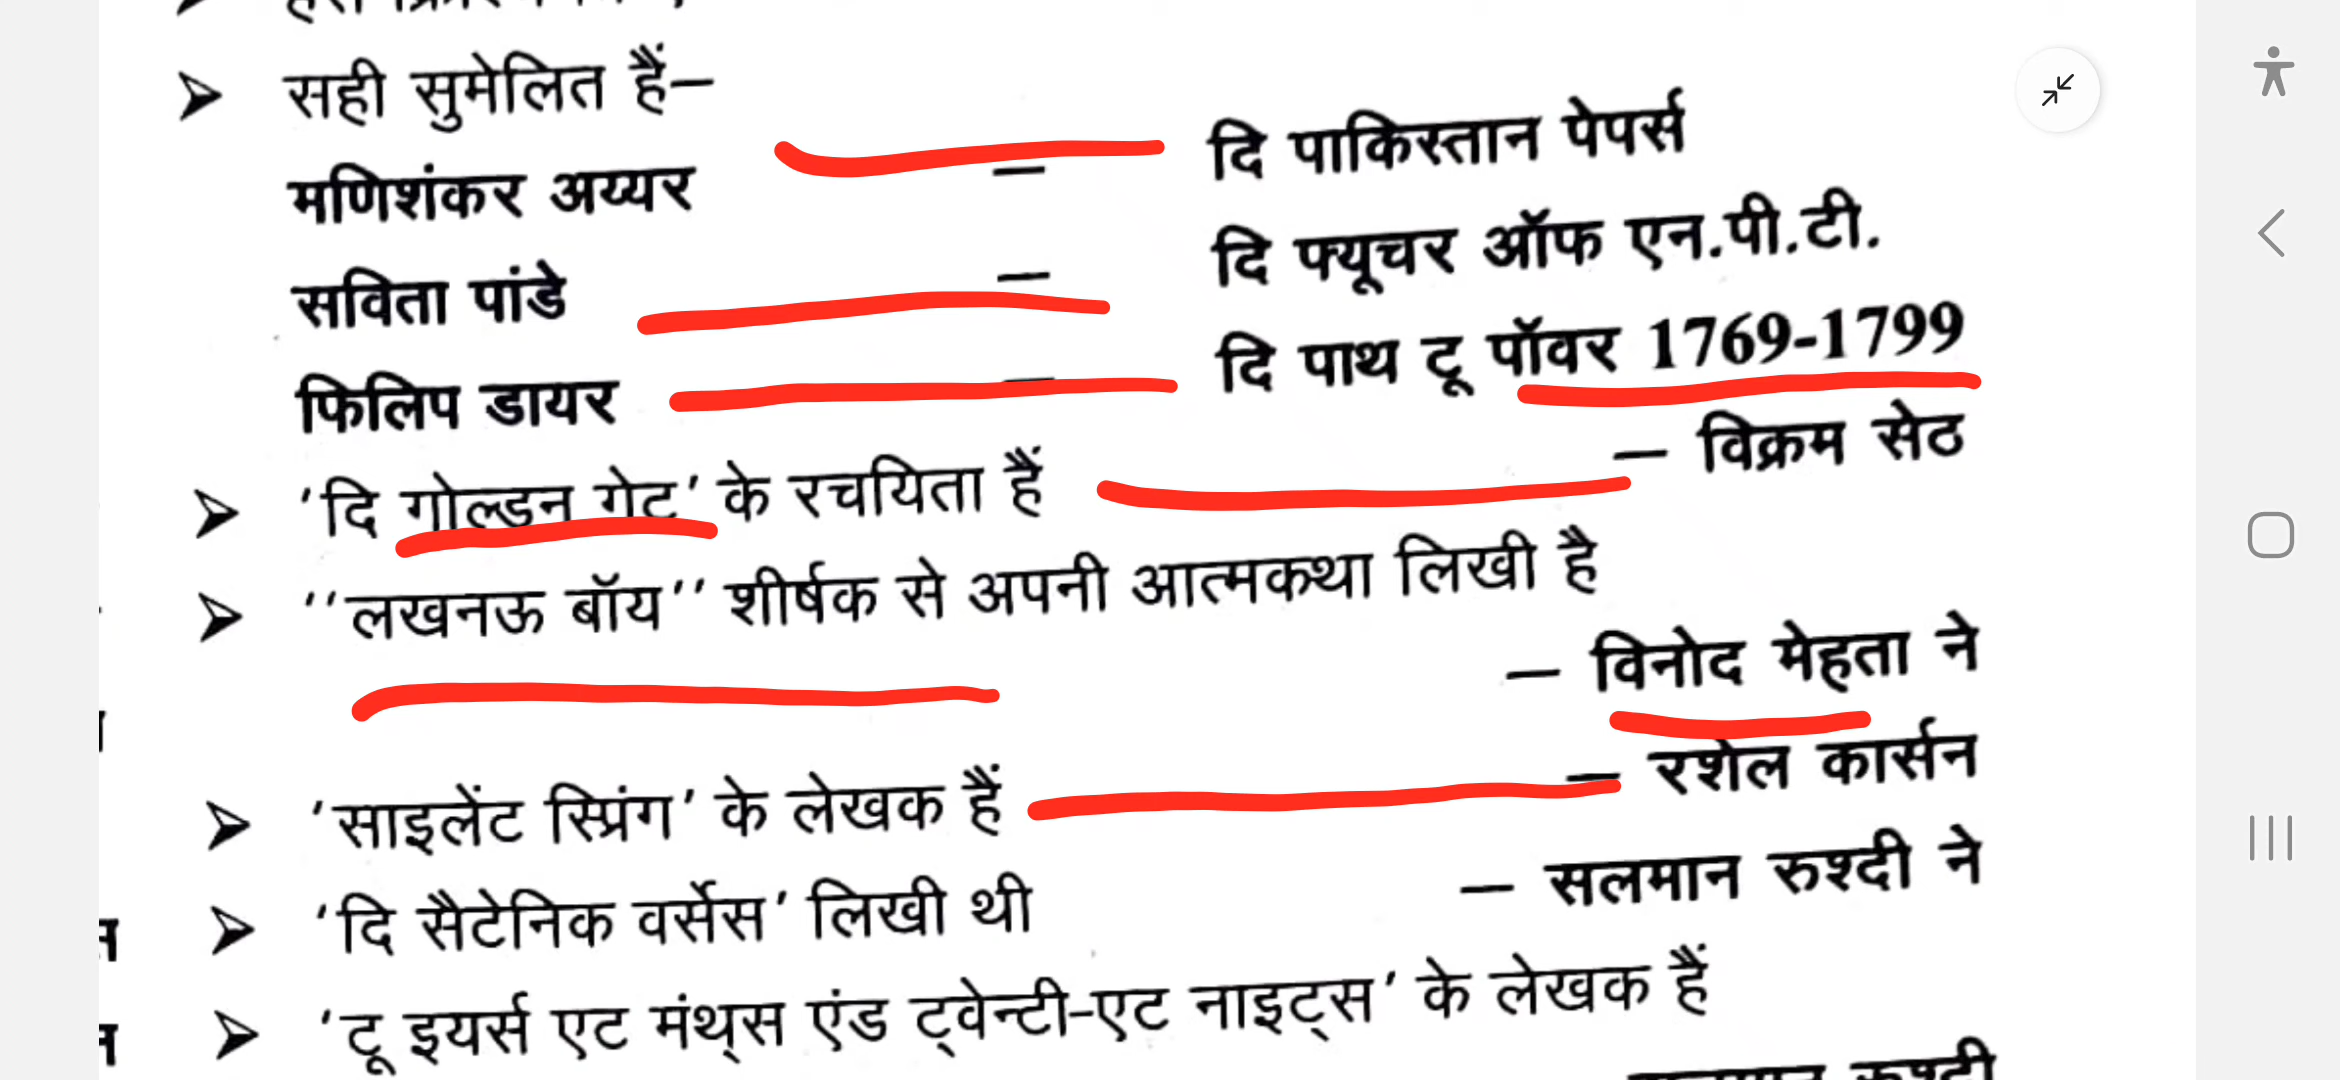 ➤ सही सुमेलित हैं–
मणिशंकर अय्यर – दि पाकिस्तान पेपर्स
सविता पांडे – दि फ्यूचर ऑफ एन.पी.टी.
फिलिप डायर – दि पाथ टू पॉवर 1769-1799
➤ 'दि गोल्डन गेट' के रचयिता हैं – विक्रम सेठ
➤ ''लखनऊ बॉय'' शीर्षक से अपनी आत्मकथा लिखी है
– विनोद मेहता ने
➤ 'साइलेंट स्प्रिंग' के लेखक हैं – रशेल कार्सन
➤ 'दि सैटेनिक वर्सेस' लिखी थी – सलमान रुश्दी ने
➤ 'टू इयर्स एट मंथ्स एंड ट्वेन्टी-एट नाइट्स' के लेखक हैं